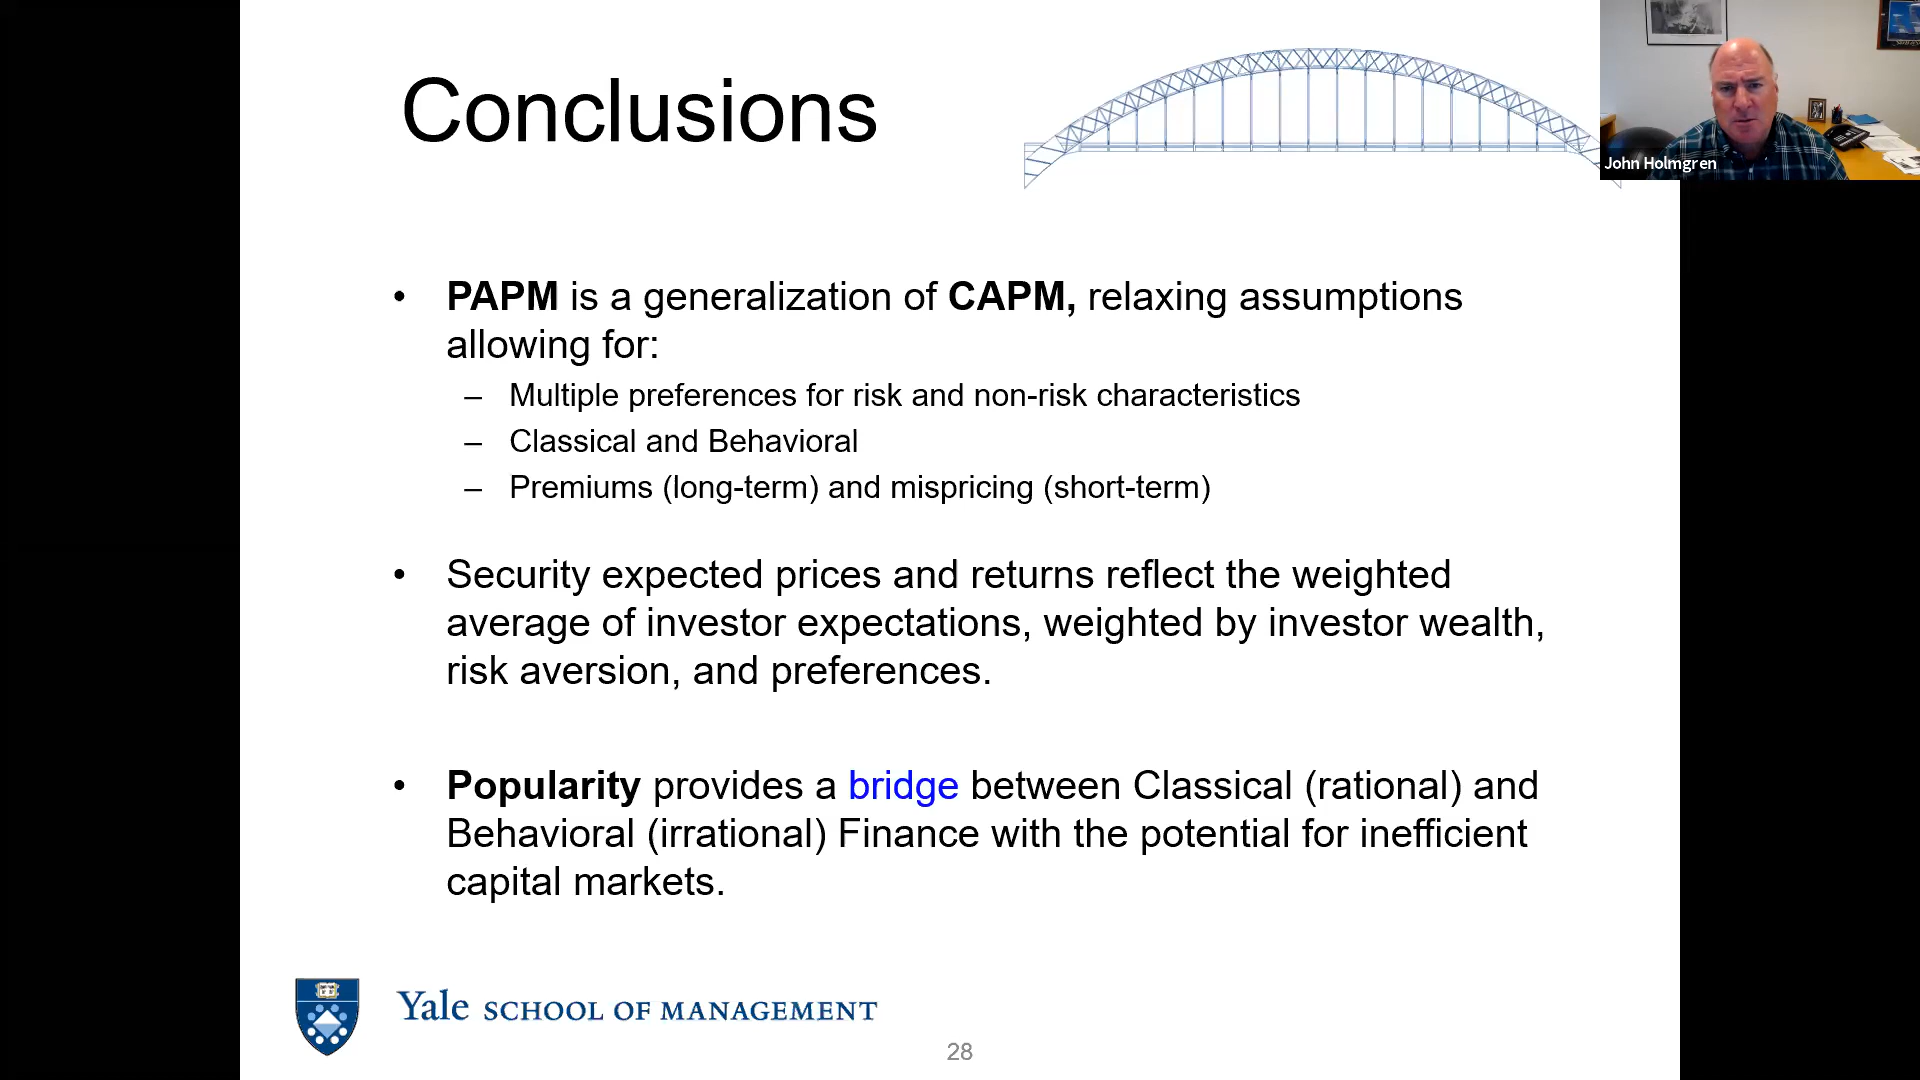 Conclusions
John Holmgren
• PAPM is a generalization of CAPM, relaxing assumptions
allowing for:
– Multiple preferences for risk and non-risk characteristics
– Classical and Behavioral
– Premiums (long-term) and mispricing (short-term)
• Security expected prices and returns reflect the weighted
average of investor expectations, weighted by investor wealth,
risk aversion, and preferences.
• Popularity provides a bridge between Classical (rational) and
Behavioral (irrational) Finance with the potential for inefficient
capital markets.
Yale SCHOOL OF MANAGEMENT
28